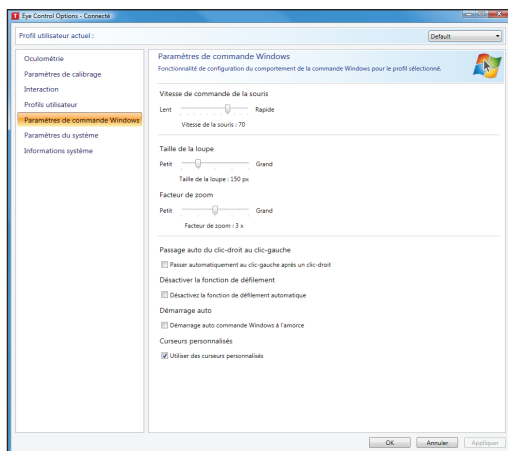 Eye Control Options - Connecté
Profil utilisateur actuel :
Default
Oculométrie
Paramètres de calibrage
Interaction
Profils utilisateur
Paramètres de commande Windows
Paramètres du système
Informations système
Paramètres de commande Windows
Fonctionnalité de configuration du comportement de la commande Windows pour le profil sélectionné.
Vitesse de commande de la souris
Lent Rapide
Vitesse de la souris : 70
Taille de la loupe
Petit Grand
Taille de la loupe : 150 px
Facteur de zoom
Petit Grand
Facteur de zoom : 3 x
Passage auto du clic-droit au clic-gauche
Passer automatiquement au clic-gauche après un clic-droit
Désactiver la fonction de défilement
Désactivez la fonction de défilement automatique
Démarrage auto
Démarrage auto commande Windows à l'amorce
Curseurs personnalisés
Utiliser des curseurs personnalisés
OK Annuler Appliquer